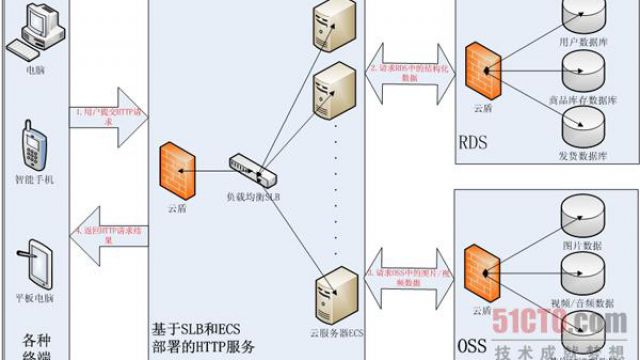 电脑
智能手机
平板电脑
各种
终端
1.用户提交HTTP请
求
4.返回HTTP请求
结果
云盾
负载均衡SLB
云服务器ECS
基于SLB和ECS
部署的HTTP服务
2.请求RDS中的结构化
数据
3.请求OSS中的图片/视
频数据
云盾
用户数据库
商品库存数据库
发货数据库
RDS
云盾
图片数据
视频/音频数据
OSS
51CTO.com
技术成就梦想